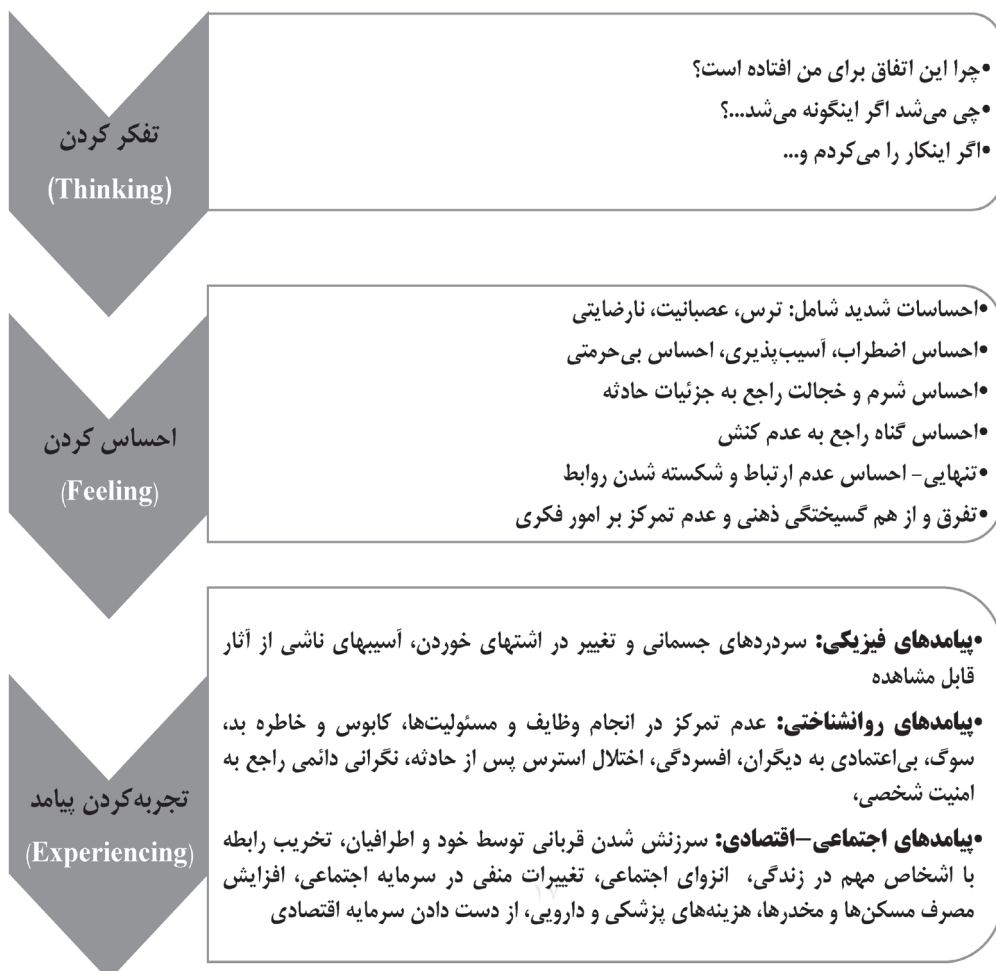 تفکر کردن
(Thinking)
•چرا این اتفاق برای من افتاده است؟
•چی می‌شد اگر اینگونه می‌شد...؟
•اگر اینکار را می‌کردم و...
احساس کردن
(Feeling)
•احساسات شدید شامل: ترس، عصبانیت، نارضایتی
•احساس اضطراب، آسیب‌پذیری، احساس بی‌حرمتی
•احساس شرم و خجالت راجع به جزئیات حادثه
•احساس گناه راجع به عدم کنش
•تنهایی- احساس عدم ارتباط و شکسته شدن روابط
•تفرق و از هم گسیختگی ذهنی و عدم تمرکز بر امور فکری
تجربه‌کردن پیامد
(Experiencing)
•پیامدهای فیزیکی: سردردهای جسمانی و تغییر در اشتهای خوردن، آسیبهای ناشی از آثار
قابل مشاهده
•پیامدهای روانشناختی: عدم تمرکز در انجام وظایف و مسئولیت‌ها، کابوس و خاطره بد،
سوگ، بی‌اعتمادی به دیگران، افسردگی، اختلال استرس پس از حادثه، نگرانی دائمی راجع به
امنیت شخصی،
•پیامدهای اجتماعی–اقتصادی: سرزنش شدن قربانی توسط خود و اطرافیان، تخریب رابطه
با اشخاص مهم در زندگی، انزوای اجتماعی، تغییرات منفی در سرمایه اجتماعی، افزایش
مصرف مسکن‌ها و مخدرها، هزینه‌های پزشکی و دارویی، از دست دادن سرمایه اقتصادی